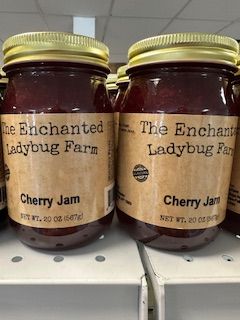 The Enchanted
Ladybug Farm
Cherry Jam
NET WT. 20 OZ (567g)
The Enchanted
Ladybug Farm
Cherry Jam
NET WT. 20 OZ (567g)